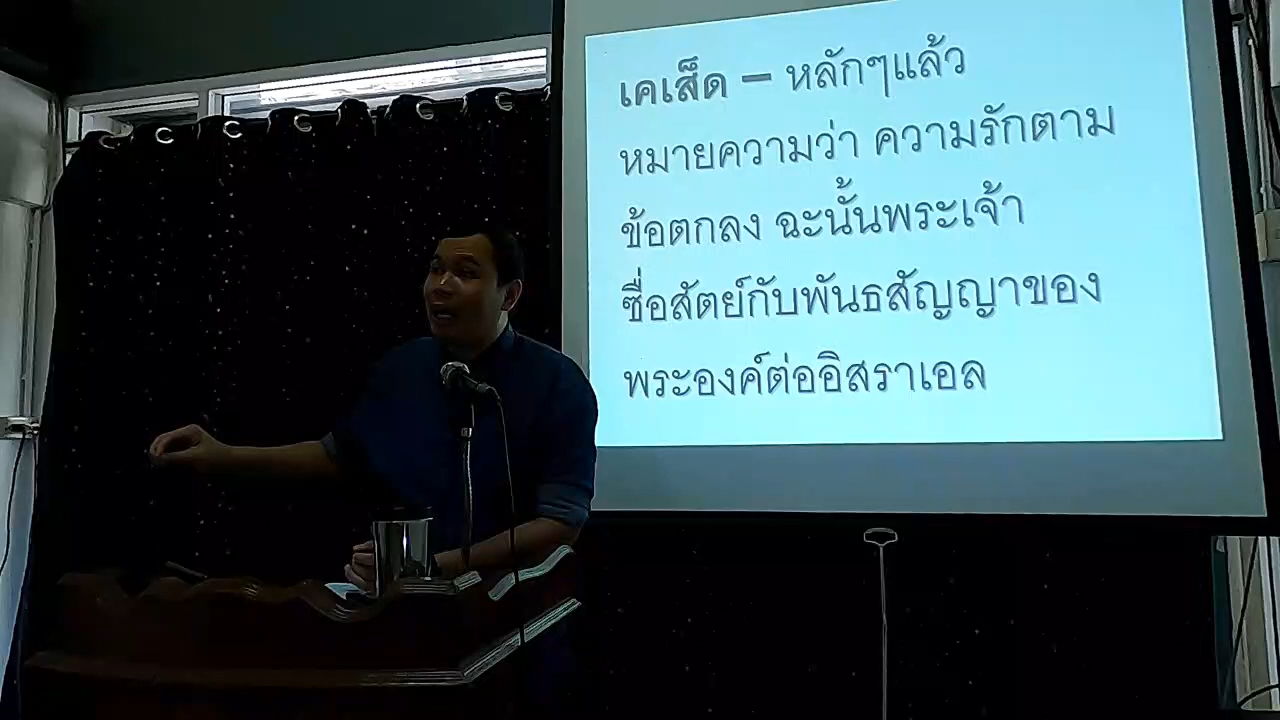 เคเส็ด – หลักๆแล้ว
หมายความว่า ความรักตาม
ข้อตกลง ฉะนั้นพระเจ้า
ซื่อสัตย์กับพันธสัญญาของ
พระองค์ต่ออิสราเอล